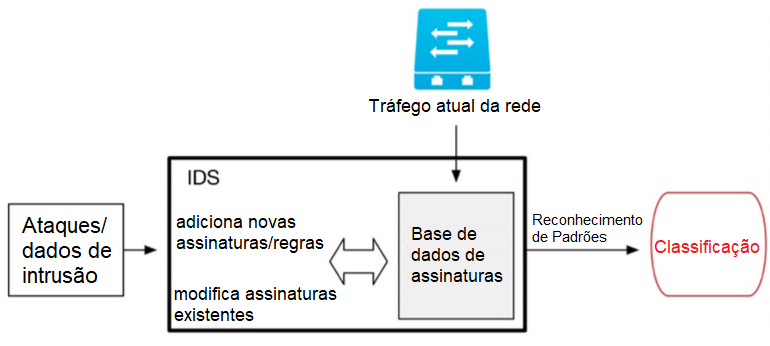 Tráfego atual da rede
IDS
Ataques/
dados de
intrusão
adiciona novas
assinaturas/regras
modifica assinaturas
existentes
Base de
dados de
assinaturas
Reconhecimento
de Padrões
Classificação